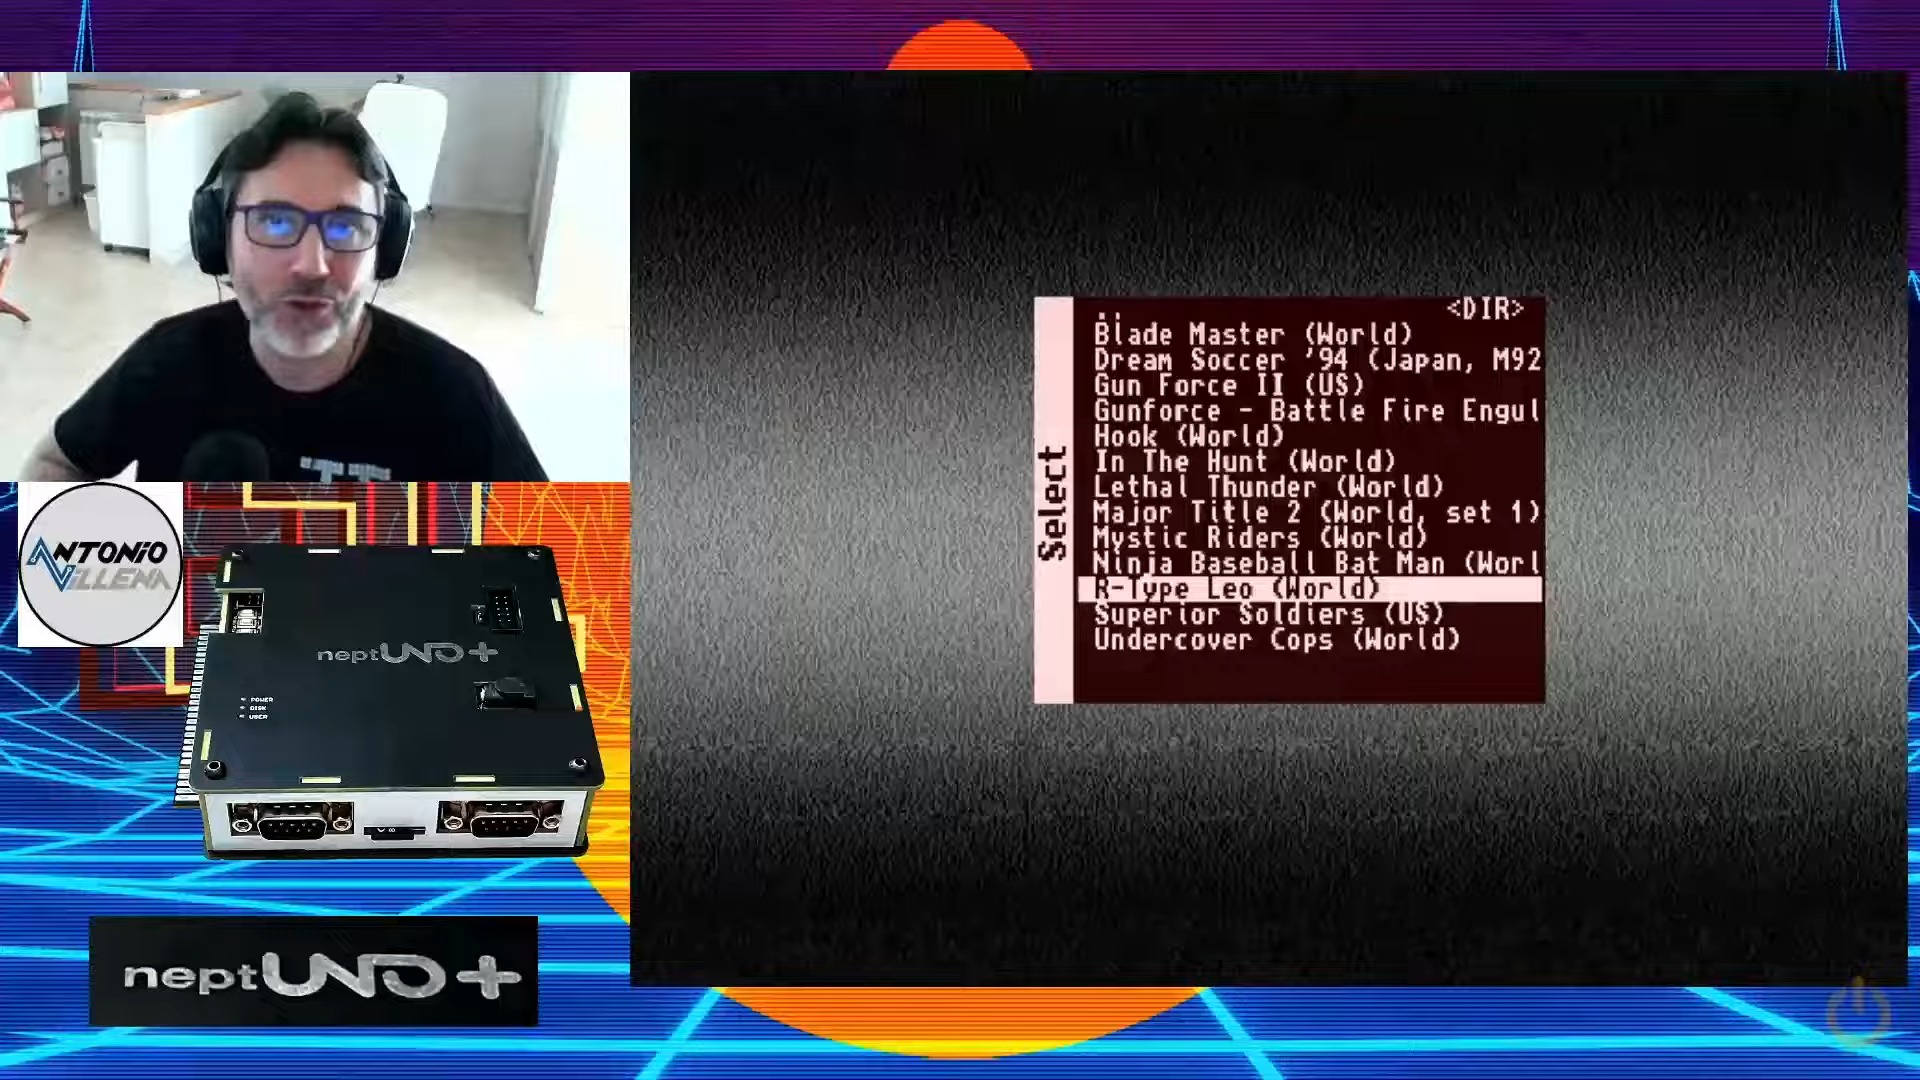 ANTONIO
VILLENA
neptUNO+
POWER
DISK
USER
neptUNO+
Select
.. <DIR>
Blade Master (World)
Dream Soccer '94 (Japan, M92
Gun Force II (US)
Gunforce - Battle Fire Engul
Hook (World)
In The Hunt (World)
Lethal Thunder (World)
Major Title 2 (World, set 1)
Mystic Riders (World)
Ninja Baseball Bat Man (Worl
R-Type Leo (World)
Superior Soldiers (US)
Undercover Cops (World)